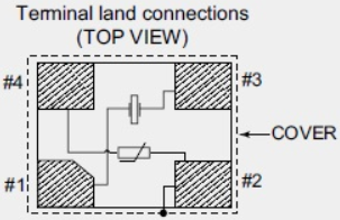 Terminal land connections
(TOP VIEW)
#4
#3
COVER
#1
#2